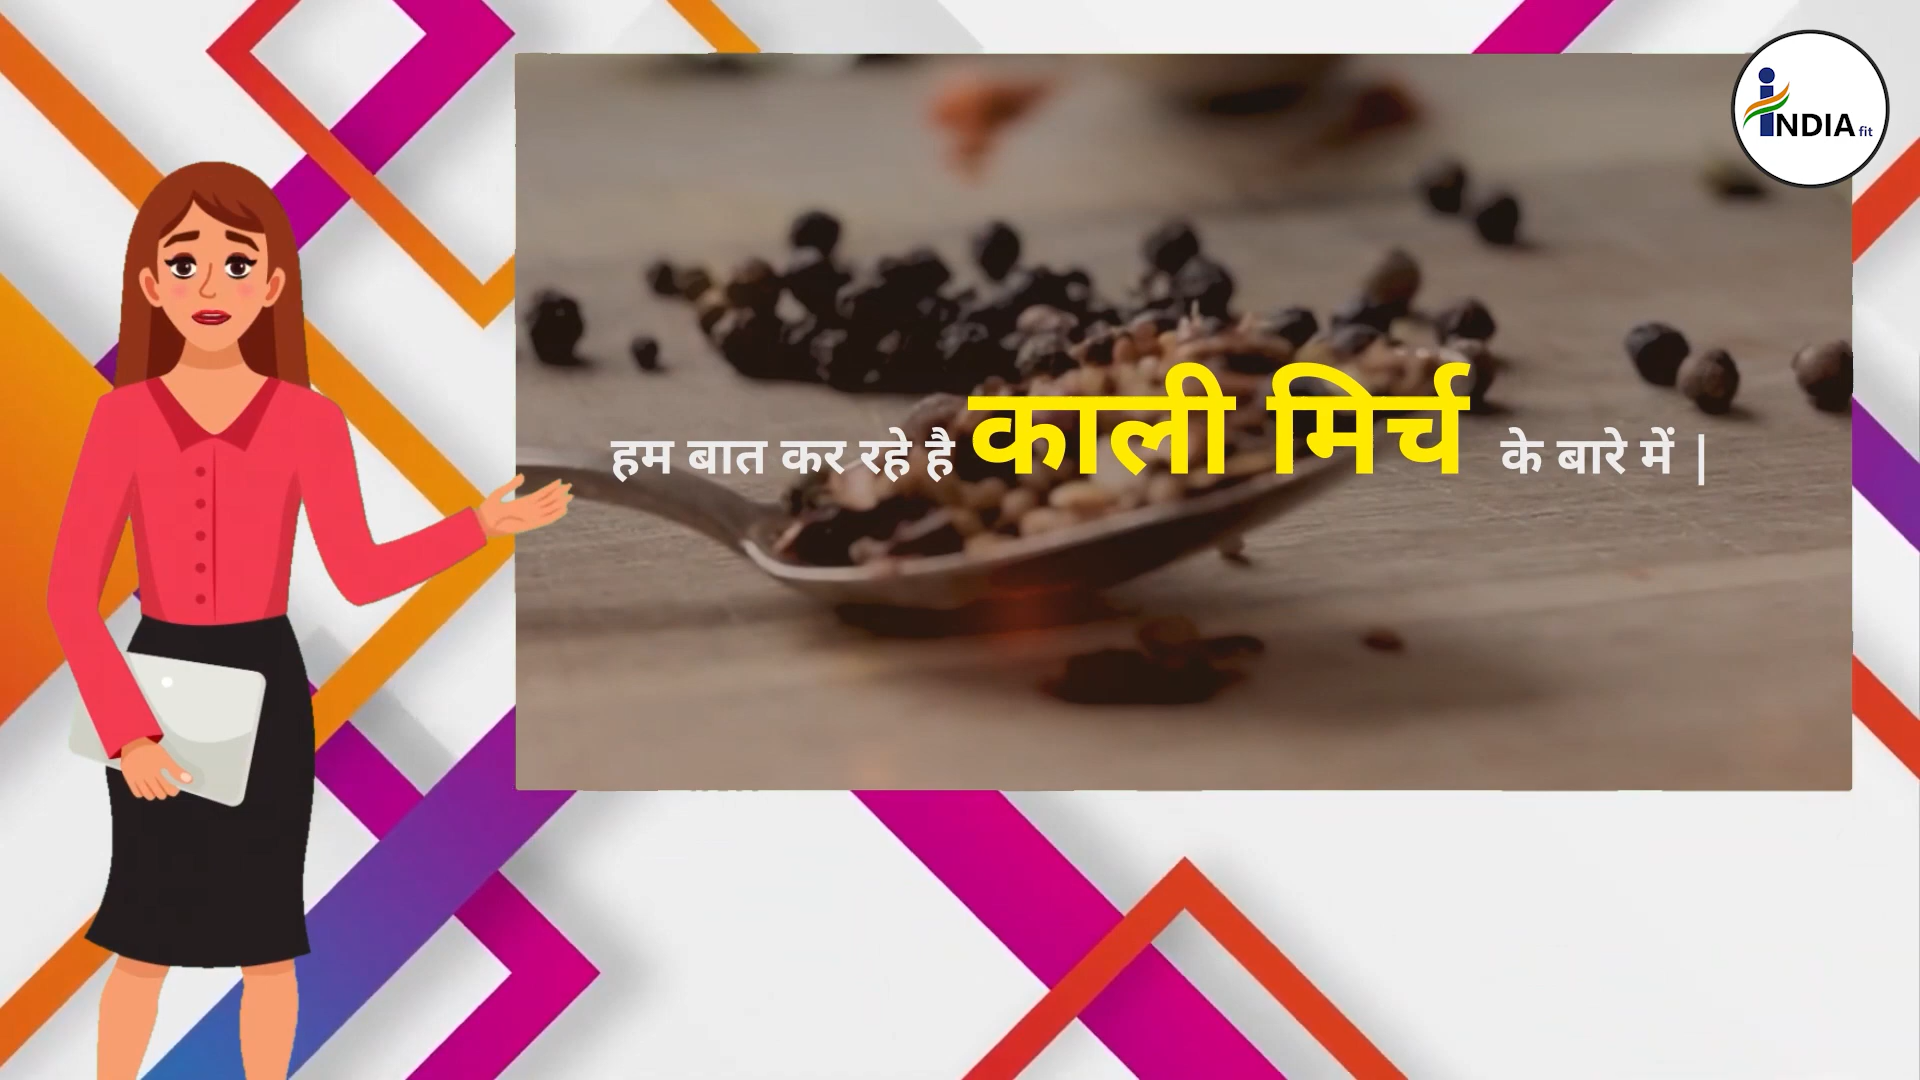 iNDIA fit
हम बात कर रहे है काली मिर्च के बारे में |